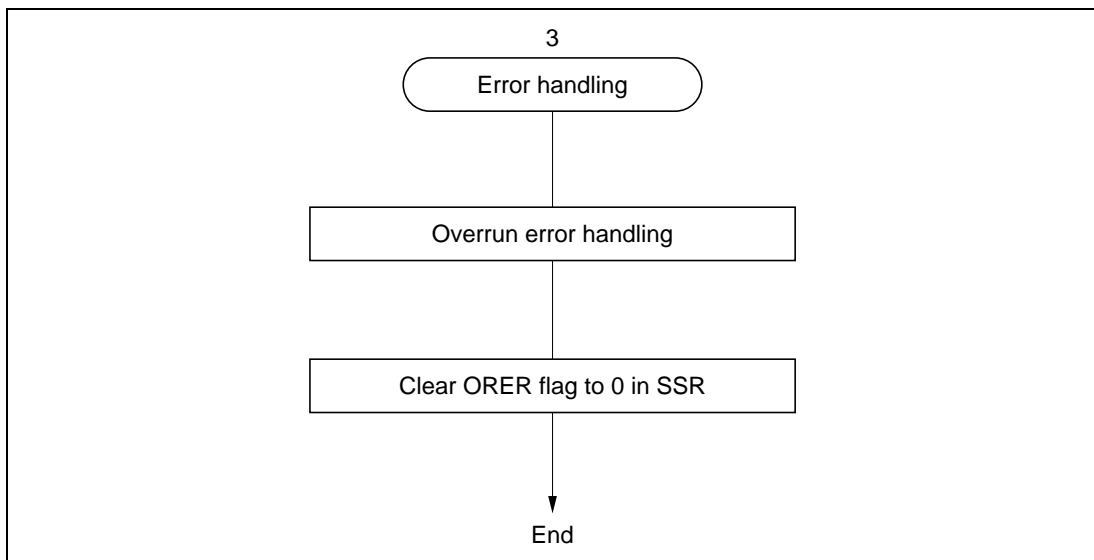 3
Error handling
Overrun error handling
Clear ORER flag to 0 in SSR
End